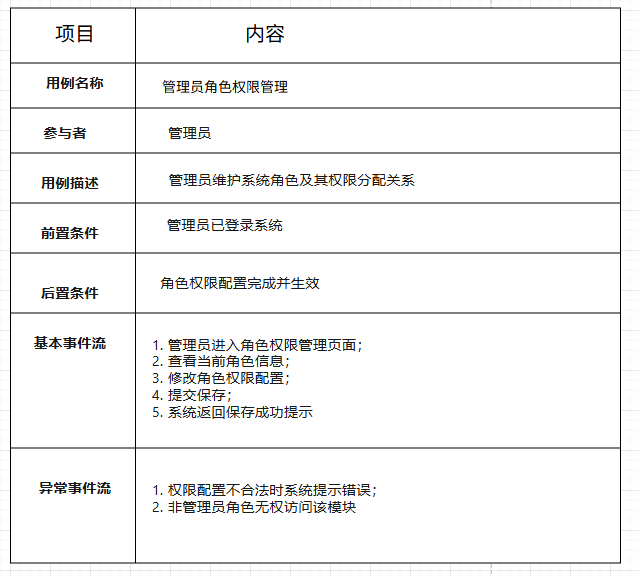 项目 内容
用例名称 管理员角色权限管理
参与者 管理员
用例描述 管理员维护系统角色及其权限分配关系
前置条件 管理员已登录系统
后置条件 角色权限配置完成并生效
基本事件流
1. 管理员进入角色权限管理页面；
2. 查看当前角色信息；
3. 修改角色权限配置；
4. 提交保存；
5. 系统返回保存成功提示
异常事件流
1. 权限配置不合法时系统提示错误；
2. 非管理员角色无权访问该模块